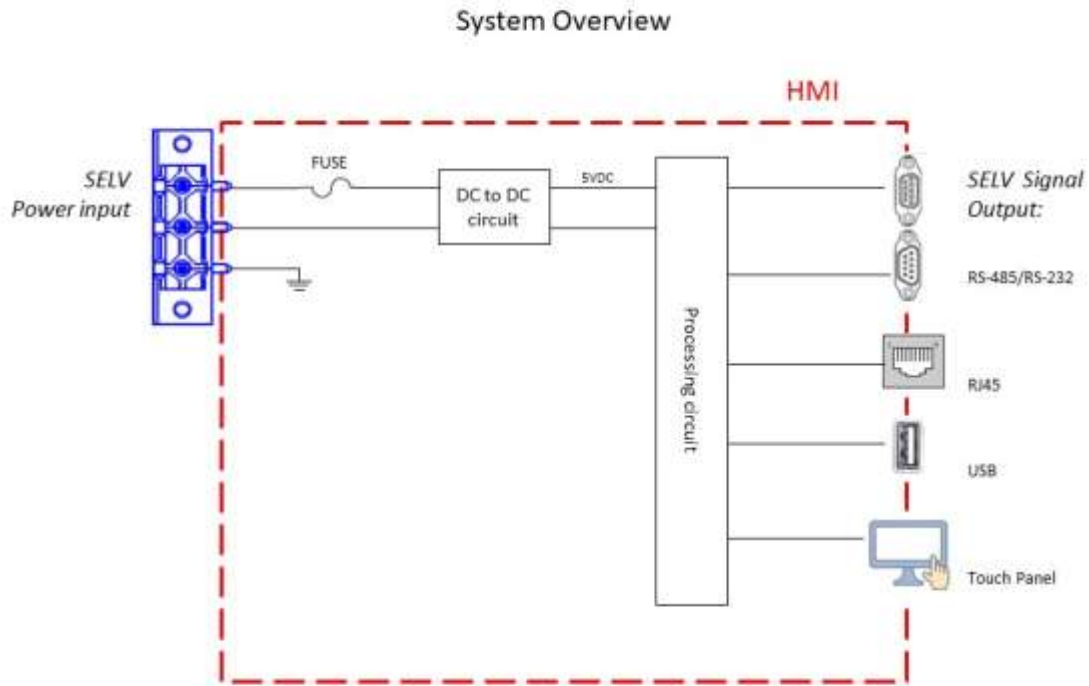 System Overview
HMI
SELV
Power input
FUSE
DC to DC
circuit
5VDC
Processing circuit
SELV Signal
Output:
RS-485/RS-232
RJ45
USB
Touch Panel